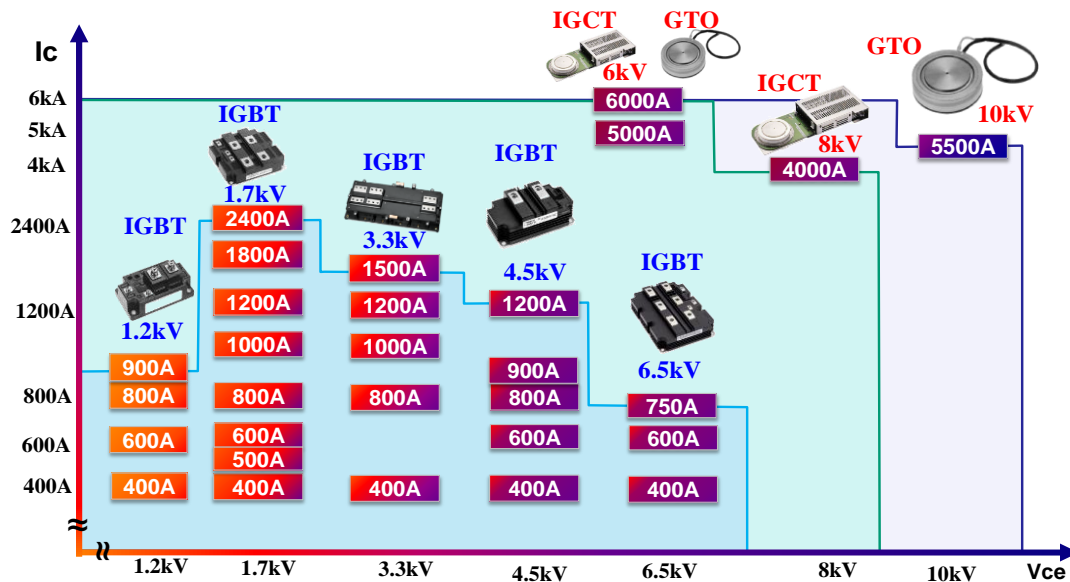 IGCT
GTO
GTO
Ic
6kV
IGCT
6kA
6000A
10kV
5kA
IGBT
5000A
8kV
5500A
4kA
IGBT
IGBT
4000A
1.7kV
2400A
2400A
IGBT
3.3kV
1800A
1500A
4.5kV
IGBT
1200A
1200A
1200A
1200A
1.2kV
1000A
1000A
900A
900A
6.5kV
800A
800A
800A
800A
800A
750A
600A
600A
600A
600A
600A
500A
400A
400A
400A
400A
400A
400A
≈
≈
1.2kV
1.7kV
3.3kV
4.5kV
6.5kV
8kV
10kV
Vce